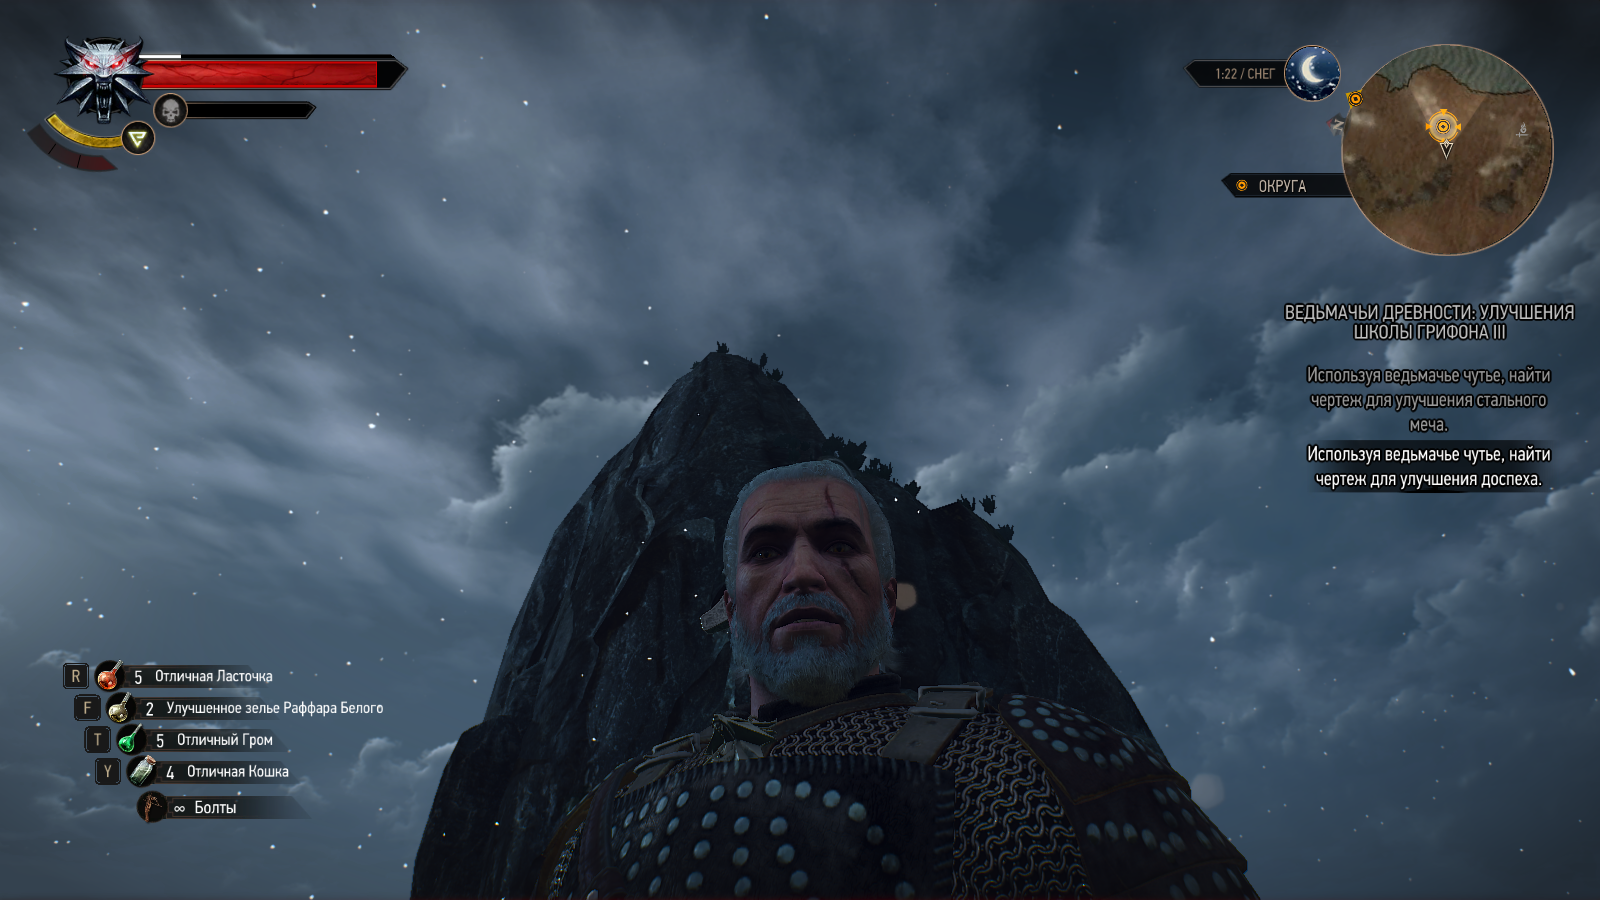 1:22 / СНЕГ
ОКРУГА
ВЕДЬМАЧЬИ ДРЕВНОСТИ: УЛУЧШЕНИЯ
ШКОЛЫ ГРИФОНА III
Используя ведьмачье чутье, найти
чертеж для улучшения стального
меча.
Используя ведьмачье чутье, найти
чертеж для улучшения доспеха.
R 5 Отличная Ласточка
F 2 Улучшенное зелье Раффара Белого
T 5 Отличный Гром
Y 4 Отличная Кошка
∞ Болты